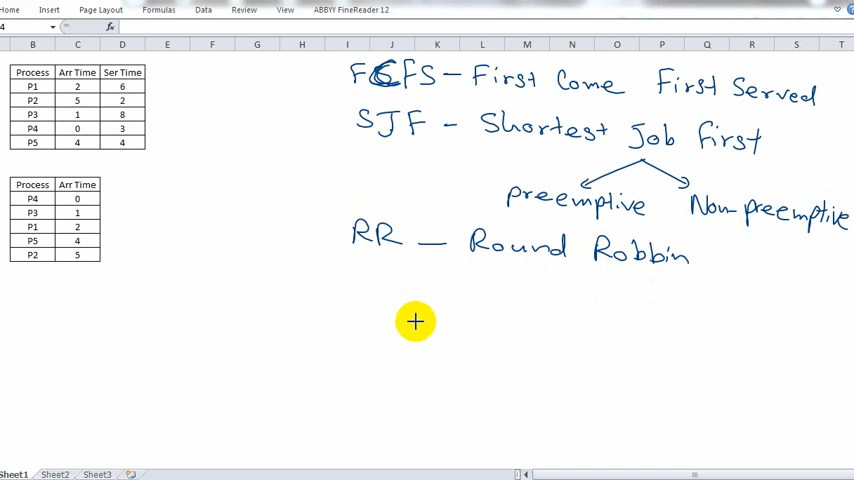 Home Insert Page Layout Formulas Data Review View ABBYY FineReader 12
4 fx
B C D E F G H I J K L M N O P Q R S T
Process Arr Time Ser Time
P1 2 6
P2 5 2
P3 1 8
P4 0 3
P5 4 4
Process Arr Time
P4 0
P3 1
P1 2
P5 4
P2 5
FCFS - First Come First Served
SJF - Shortest Job first
Preemptive Non-preemptive
RR - Round Robbin
Sheet1 Sheet2 Sheet3